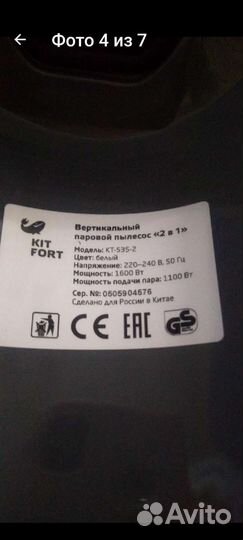 Фото 4 из 7
KIT
FORT
Вертикальный
паровой пылесос «2 в 1»
Модель: КТ-535-2
Цвет: белый
Напряжение: 220–240 В, 50 Гц
Мощность: 1600 Вт
Мощность подачи пара: 1100 Вт
Сер. №: 0605904676
Сделано для России в Китае
CE EAC GS
Avito